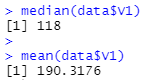 > median(data$V1)
[1] 118
>
> mean(data$V1)
[1] 190.3176